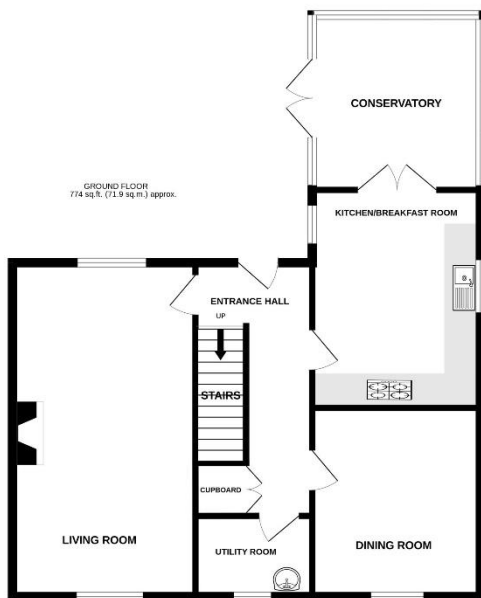 CONSERVATORY
GROUND FLOOR
774 sq.ft. (71.9 sq.m.) approx.
KITCHEN/BREAKFAST ROOM
ENTRANCE HALL
UP
STAIRS
CUPBOARD
LIVING ROOM
UTILITY ROOM
DINING ROOM